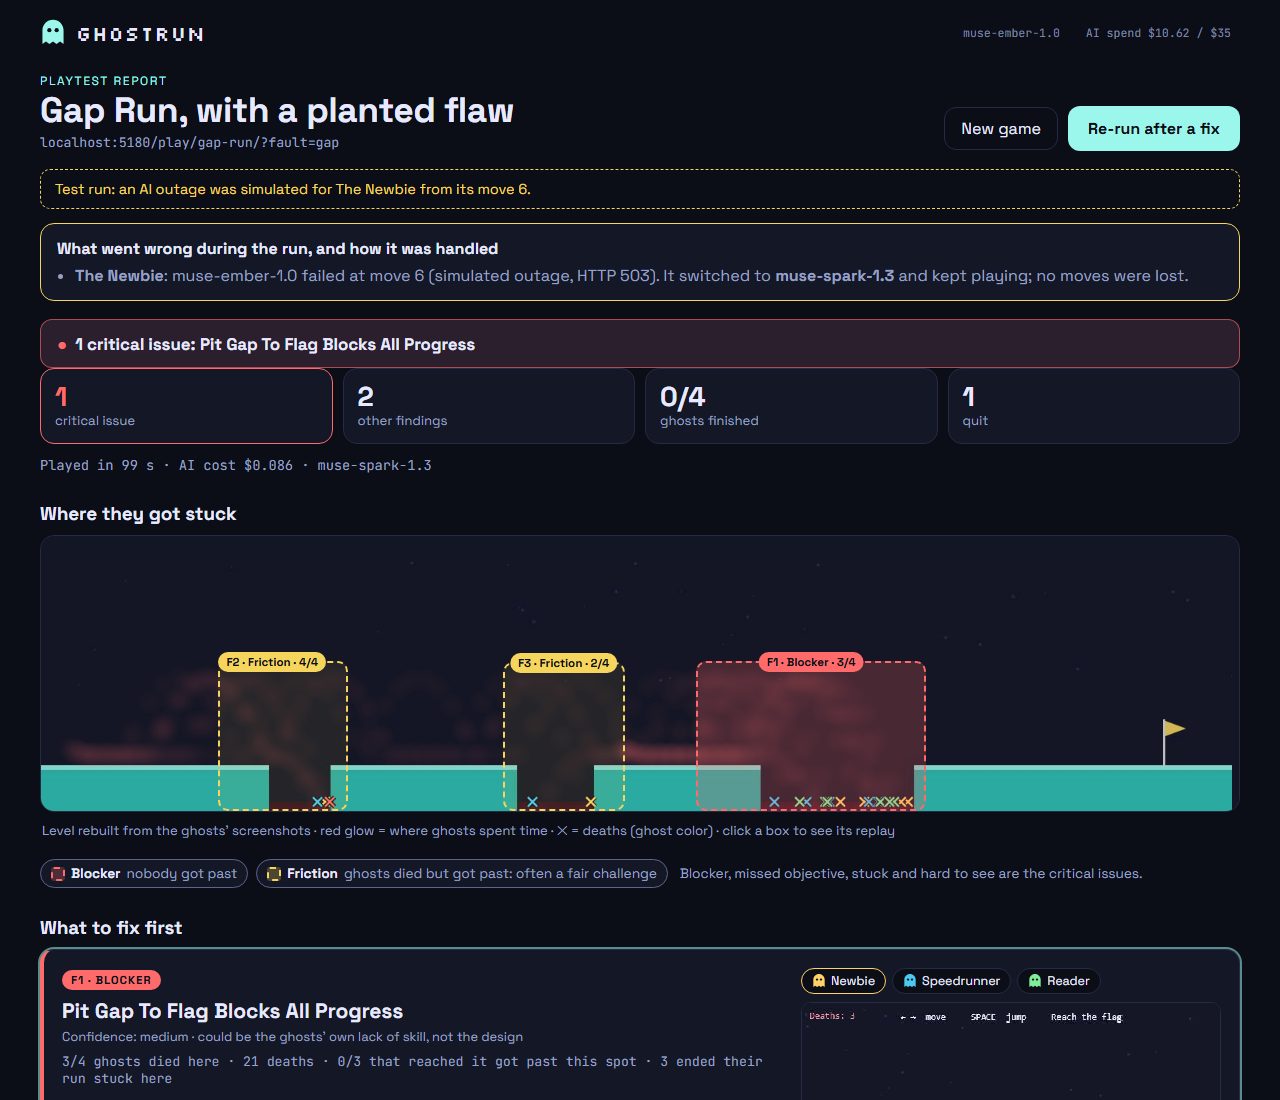 GHOSTRUN
muse-ember-1.0 AI spend $10.62 / $35
PLAYTEST REPORT
Gap Run, with a planted flaw
localhost:5180/play/gap-run/?fault=gap
New game
Re-run after a fix
Test run: an AI outage was simulated for The Newbie from its move 6.
What went wrong during the run, and how it was handled
• The Newbie: muse-ember-1.0 failed at move 6 (simulated outage, HTTP 503). It switched to muse-spark-1.3 and kept playing; no moves were lost.
1 critical issue: Pit Gap To Flag Blocks All Progress
1
critical issue
2
other findings
0/4
ghosts finished
1
quit
Played in 99 s · AI cost $0.086 · muse-spark-1.3
Where they got stuck
F2 · Friction · 4/4
F3 · Friction · 2/4
F1 · Blocker · 3/4
Level rebuilt from the ghosts' screenshots · red glow = where ghosts spent time · ✕ = deaths (ghost color) · click a box to see its replay
Blocker nobody got past
Friction ghosts died but got past: often a fair challenge
Blocker, missed objective, stuck and hard to see are the critical issues.
What to fix first
F1 · BLOCKER
Pit Gap To Flag Blocks All Progress
Confidence: medium · could be the ghosts' own lack of skill, not the design
3/4 ghosts died here · 21 deaths · 0/3 that reached it got past this spot · 3 ended their
run stuck here
Newbie
Speedrunner
Reader
Deaths: 3 ← → move SPACE jump Reach the flag